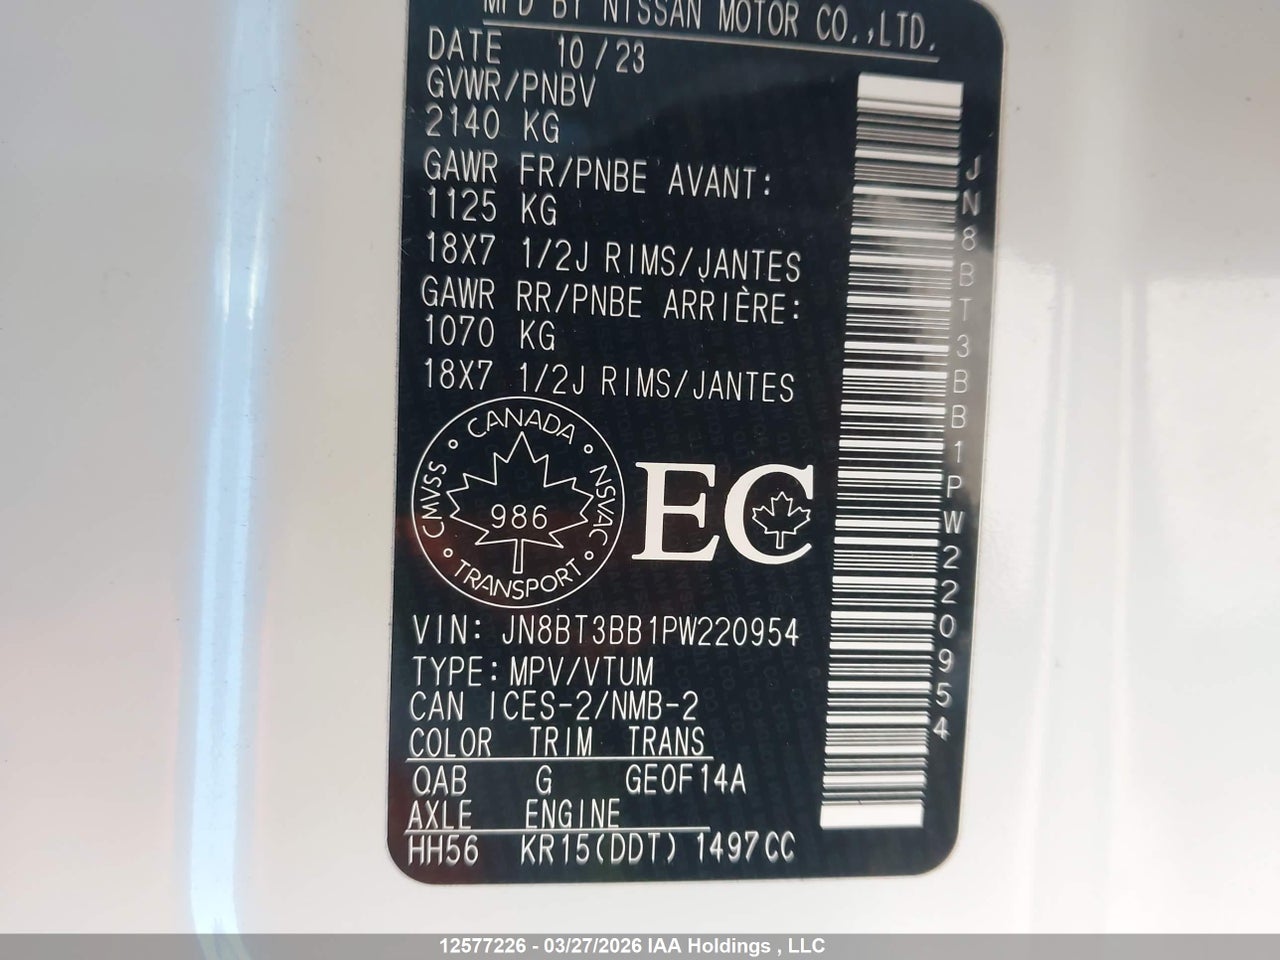 MFD BY NISSAN MOTOR CO.,LTD.
DATE 10/23
GVWR/PNBV
2140 KG
GAWR FR/PNBE AVANT:
1125 KG
18X7 1/2J RIMS/JANTES
GAWR RR/PNBE ARRIÈRE:
1070 KG
18X7 1/2J RIMS/JANTES
CANADA
CMVSS
NSVAC
986
TRANSPORT
EC
VIN: JN8BT3BB1PW220954
TYPE: MPV/VTUM
CAN ICES-2/NMB-2
COLOR TRIM TRANS
QAB G GE0F14A
AXLE ENGINE
HH56 KR15(DDT) 1497CC
JN8BT3BB1PW220954
12577226 - 03/27/2026 IAA Holdings , LLC